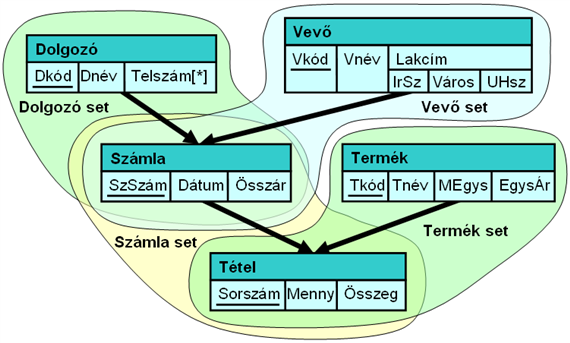 Dolgozó
Dkód Dnév Telszám[*]
Dolgozó set
Vevő
Vkód Vnév Lakcím
IrSz Város UHsz
Vevő set
Számla
SzSzám Dátum Összár
Számla set
Termék
Tkód Tnév MEgys EgysÁr
Termék set
Tétel
Sorszám Menny Összeg